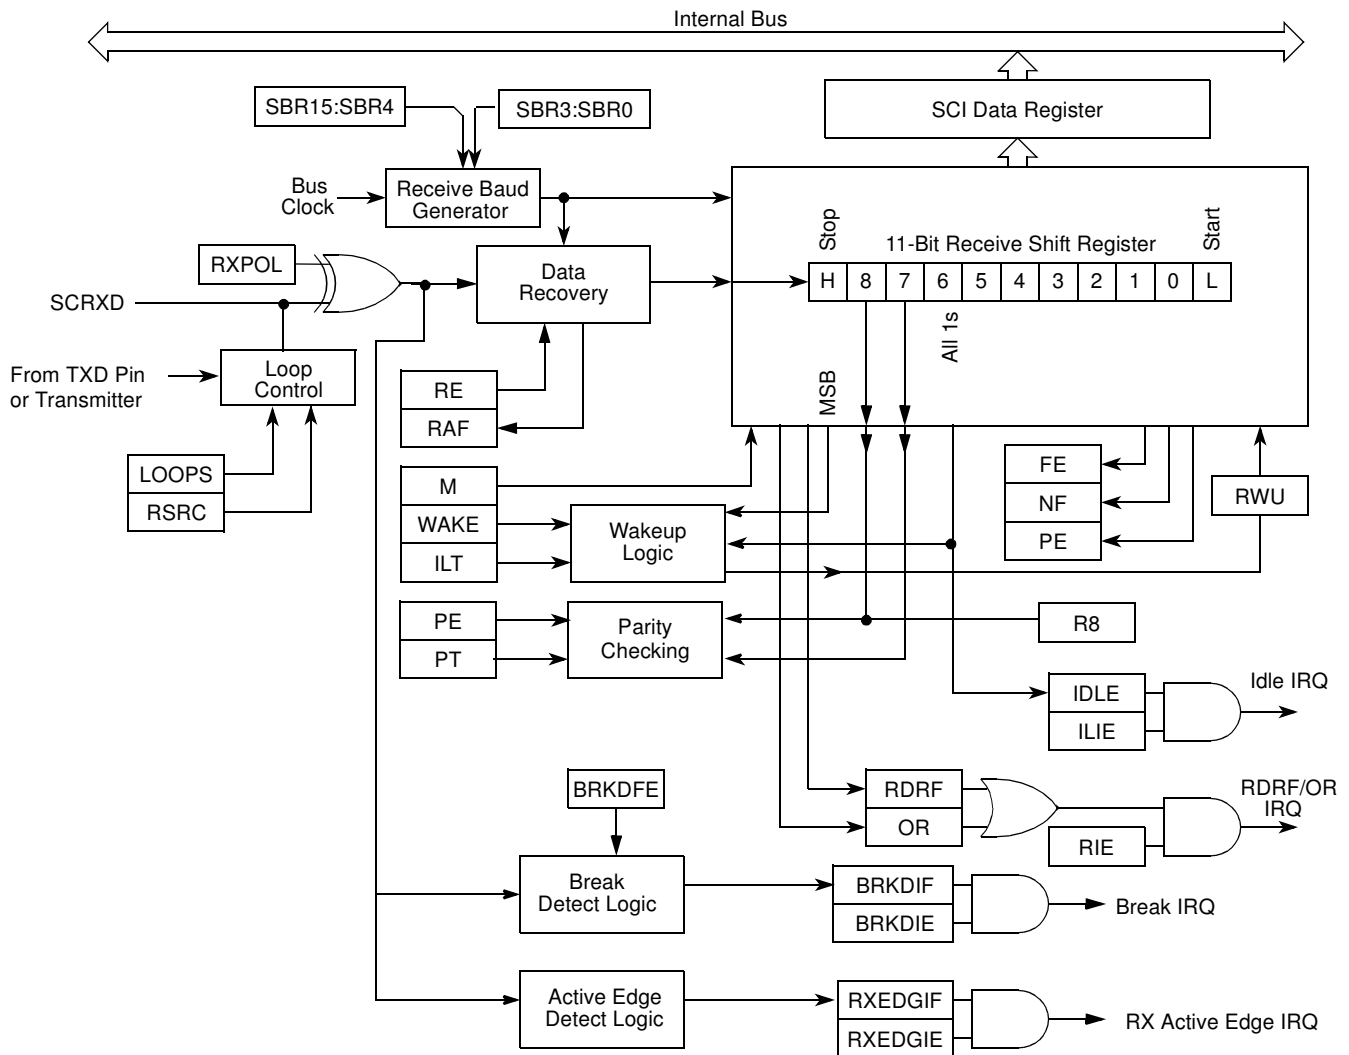 Internal Bus
SBR15:SBR4
SBR3:SBR0
SCI Data Register
Bus
Clock
Receive Baud
Generator
Stop
11-Bit Receive Shift Register
Start
RXPOL
Data
Recovery
H 8 7 6 5 4 3 2 1 0 L
SCRXD
All 1s
From TXD Pin
or Transmitter
Loop
Control
MSB
RE
RAF
LOOPS
RSRC
M
WAKE
ILT
Wakeup
Logic
FE
NF
PE
RWU
PE
PT
Parity
Checking
R8
IDLE
ILIE
Idle IRQ
BRKDFE
RDRF
OR
RIE
RDRF/OR
IRQ
Break
Detect Logic
BRKDIF
BRKDIE
Break IRQ
Active Edge
Detect Logic
RXEDGIF
RXEDGIE
RX Active Edge IRQ